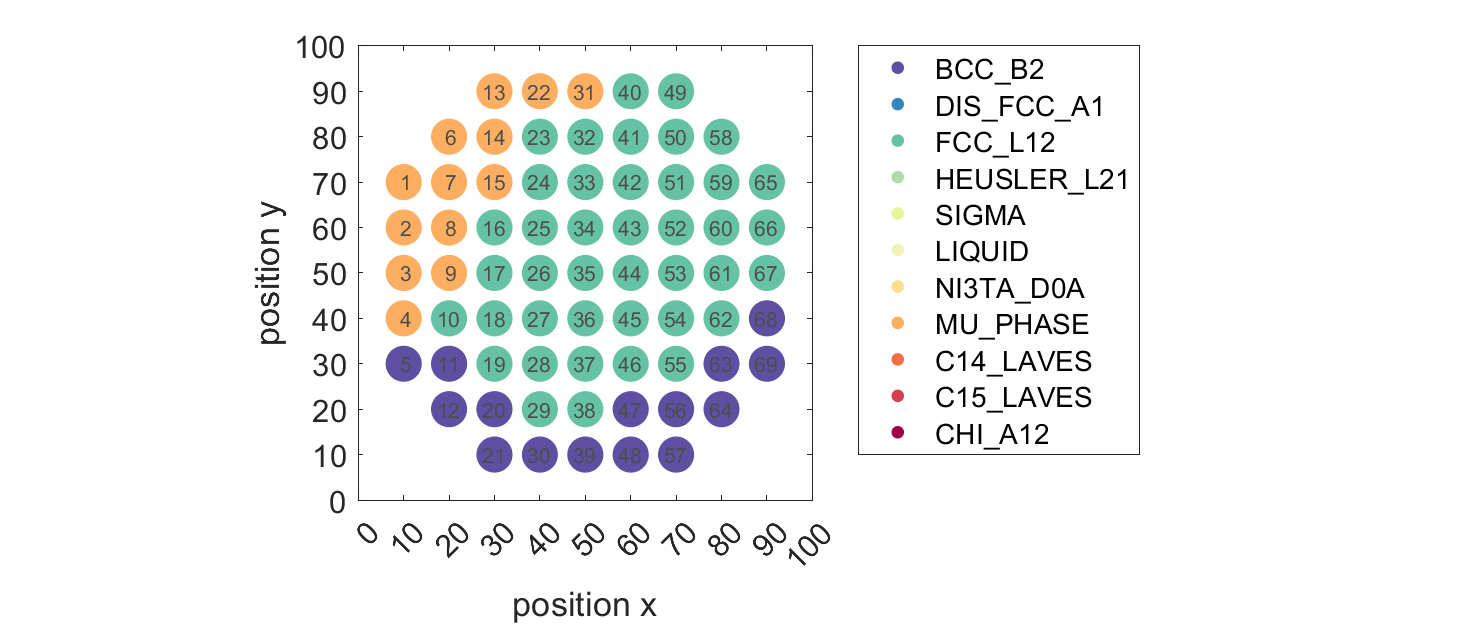 100
90
80
70
60
50
40
30
20
10
0
position y
13 22 31 40 49
6 14 23 32 41 50 58
1 7 15 24 33 42 51 59 65
2 8 16 25 34 43 52 60 66
3 9 17 26 35 44 53 61 67
4 10 18 27 36 45 54 62 68
5 11 19 28 37 46 55 63 69
12 20 29 38 47 56 64
21 30 39 48 57
0 10 20 30 40 50 60 70 80 90 100
position x
BCC_B2
DIS_FCC_A1
FCC_L12
HEUSLER_L21
SIGMA
LIQUID
NI3TA_D0A
MU_PHASE
C14_LAVES
C15_LAVES
CHI_A12